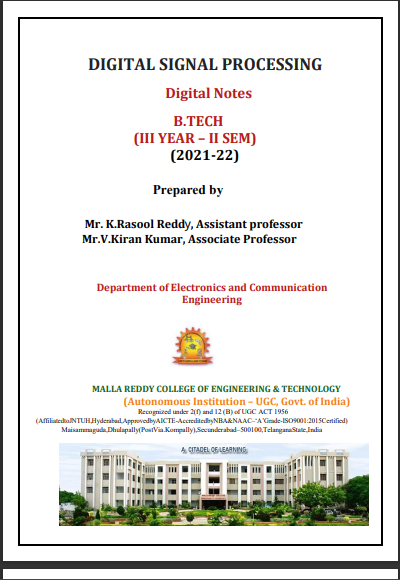 DIGITAL SIGNAL PROCESSING
Digital Notes
B.TECH
(III YEAR – II SEM)
(2021-22)
Prepared by
Mr. K.Rasool Reddy, Assistant professor
Mr.V.Kiran Kumar, Associate Professor
Department of Electronics and Communication
Engineering
MALLA REDDY COLLEGE OF ENGINEERING & TECHNOLOGY
(Autonomous Institution – UGC, Govt. of India)
Recognized under 2(f) and 12 (B) of UGC ACT 1956
(AffiliatedtoJNTUH,Hyderabad,ApprovedbyAICTE-AccreditedbyNBA&NAAC-‘A’Grade-ISO9001:2015Certified)
Maisammaguda,Dhulapally(PostVia.Kompally),Secunderabad–500100,TelanganaState,India
A CITADEL OF LEARNING